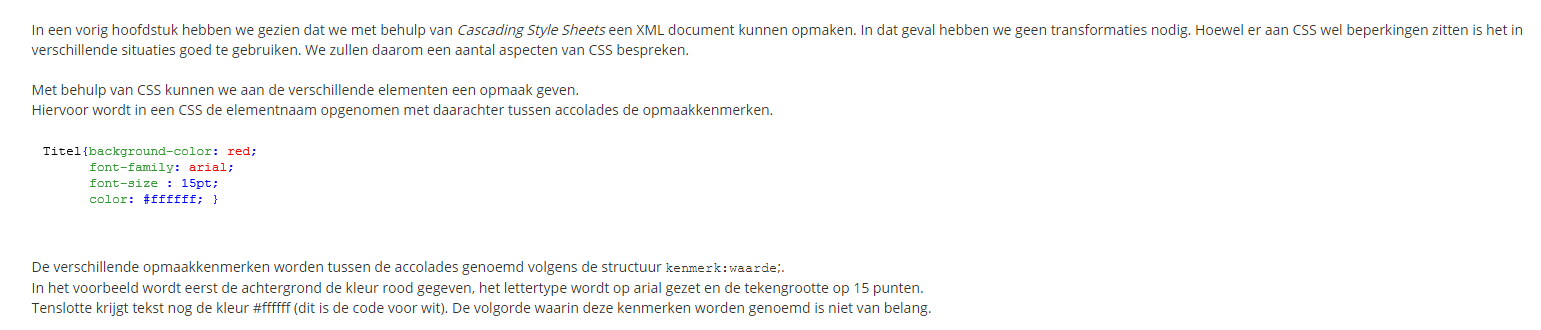 In een vorig hoofdstuk hebben we gezien dat we met behulp van Cascading Style Sheets een XML document kunnen opmaken. In dat geval hebben we geen transformaties nodig. Hoewel er aan CSS wel beperkingen zitten is het in
verschillende situaties goed te gebruiken. We zullen daarom een aantal aspecten van CSS bespreken.
Met behulp van CSS kunnen we aan de verschillende elementen een opmaak geven.
Hiervoor wordt in een CSS de elementnaam opgenomen met daarachter tussen accolades de opmaakkenmerken.
Titel{background-color: red;
font-family: arial;
font-size : 15pt;
color: #ffffff; }
De verschillende opmaakkenmerken worden tussen de accolades genoemd volgens de structuur kenmerk:waarde;.
In het voorbeeld wordt eerst de achtergrond de kleur rood gegeven, het lettertype wordt op arial gezet en de tekengrootte op 15 punten.
Tenslotte krijgt tekst nog de kleur #ffffff (dit is de code voor wit). De volgorde waarin deze kenmerken worden genoemd is niet van belang.